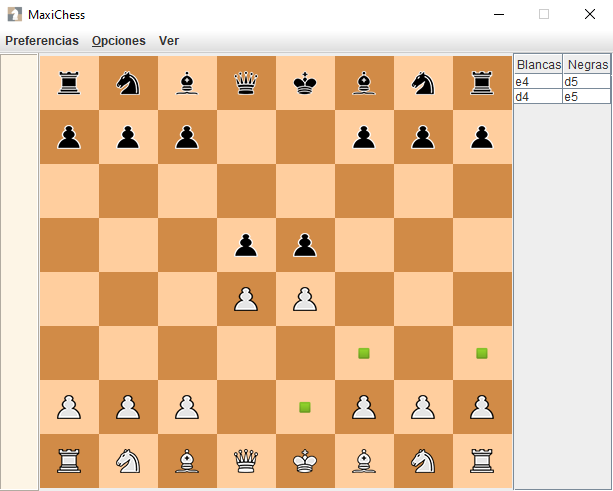 MaxiChess
Preferencias Opciones Ver
Blancas Negras
e4 d5
d4 e5